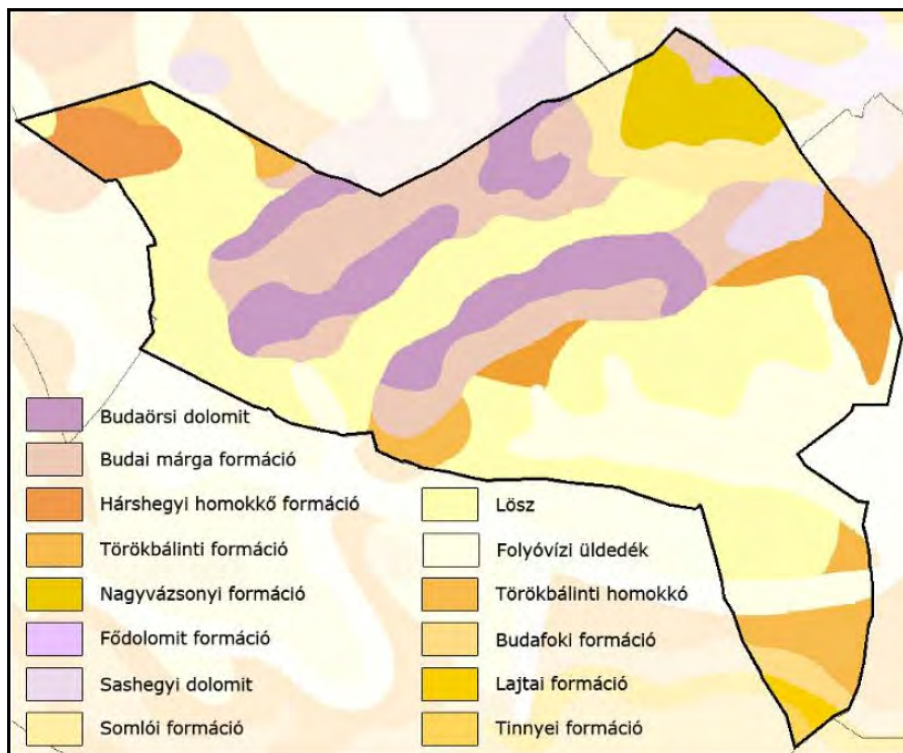 Budaörsi dolomit
Budai márga formáció
Hárshegyi homokkő formáció
Törökbálinti formáció
Nagyvázsonyi formáció
Fődolomit formáció
Sashegyi dolomit
Somlói formáció
Lösz
Folyóvízi üldedék
Törökbálinti homokkó
Budafoki formáció
Lajtai formáció
Tinnyei formáció